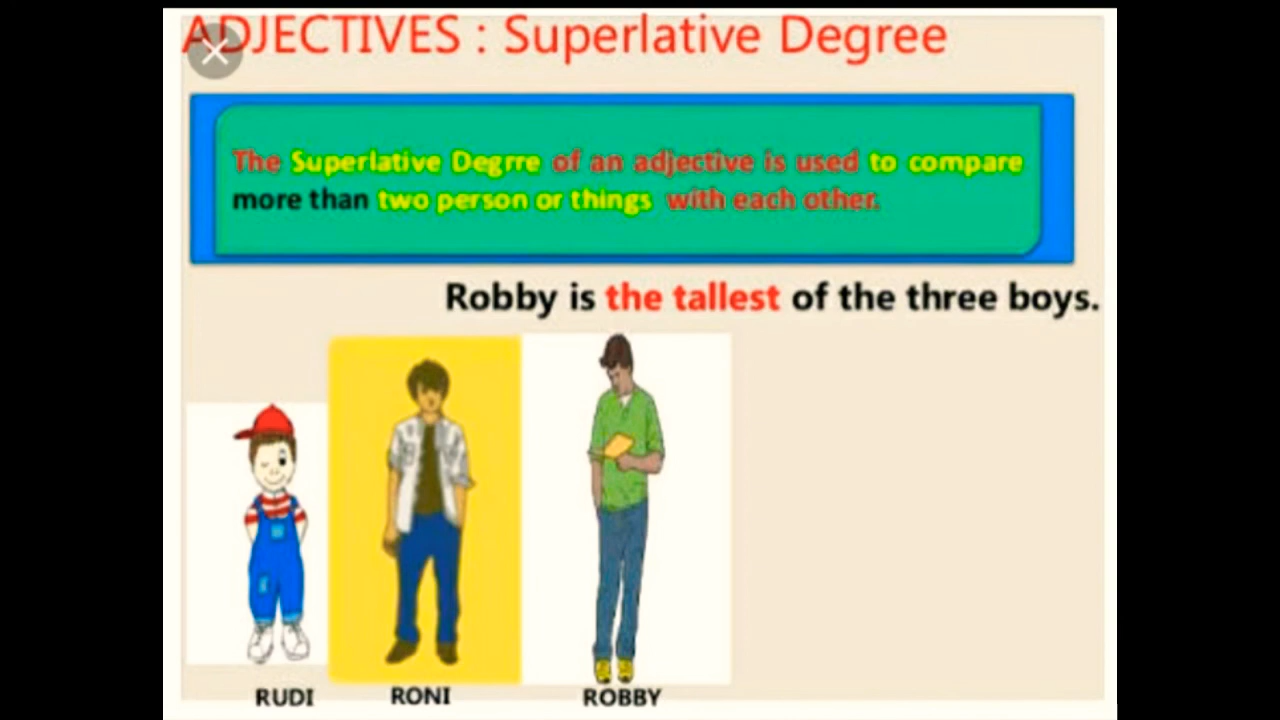 ADJECTIVES : Superlative Degree
The Superlative Degrre of an adjective is used to compare
more than two person or things with each other.
Robby is the tallest of the three boys.
RUDI RONI ROBBY